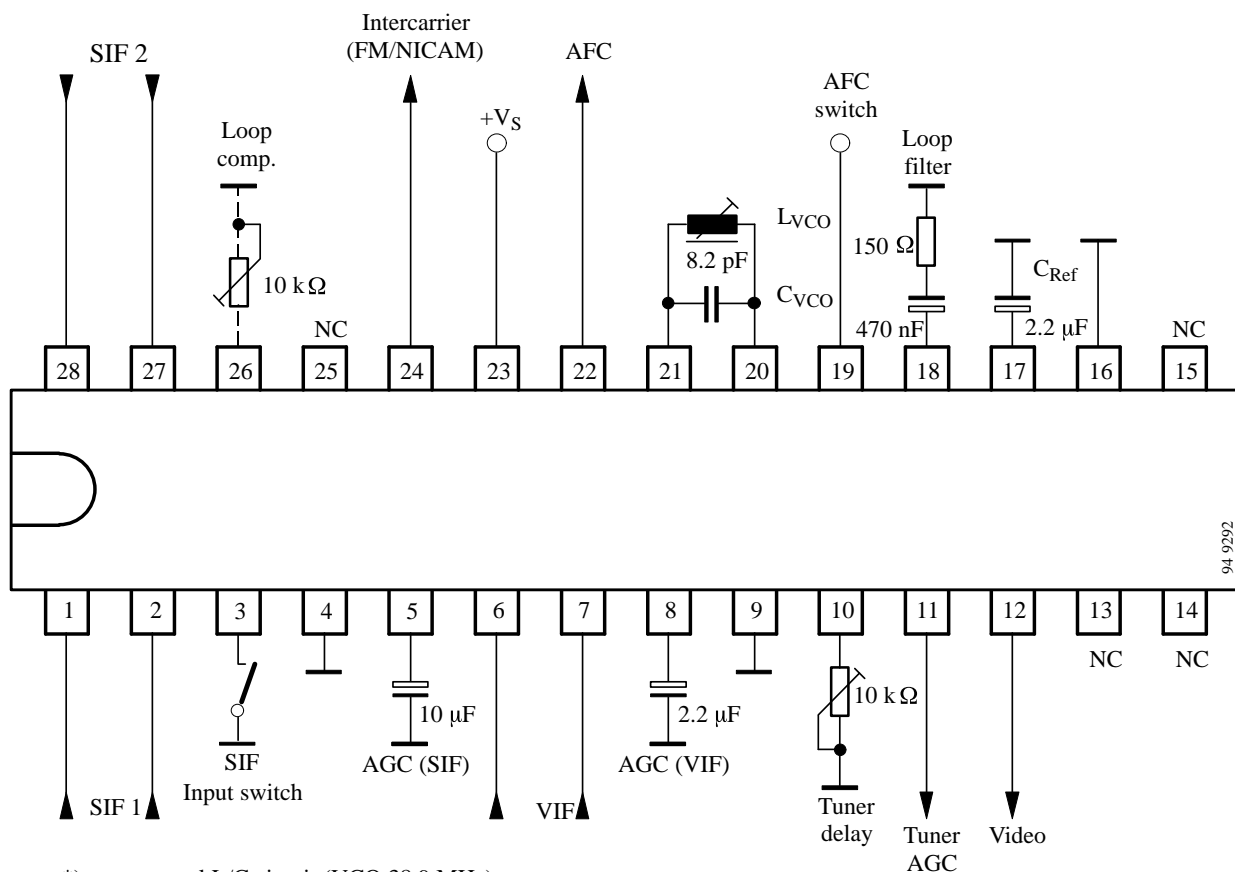 Intercarrier
(FM/NICAM)
AFC
SIF 2
AFC
switch
+VS
Loop
comp.
Loop
filter
LVCO
150 Ω
8.2 pF
CRef
10 kΩ
CVCO
470 nF
2.2 µF
NC
NC
28 27 26 25 24 23 22 21 20 19 18 17 16 15
94 9292
1 2 3 4 5 6 7 8 9 10 11 12 13 14
NC NC
10 kΩ
10 µF
2.2 µF
SIF
Input switch
AGC (SIF)
AGC (VIF)
SIF 1
VIF
Tuner
delay
Tuner
AGC
Video